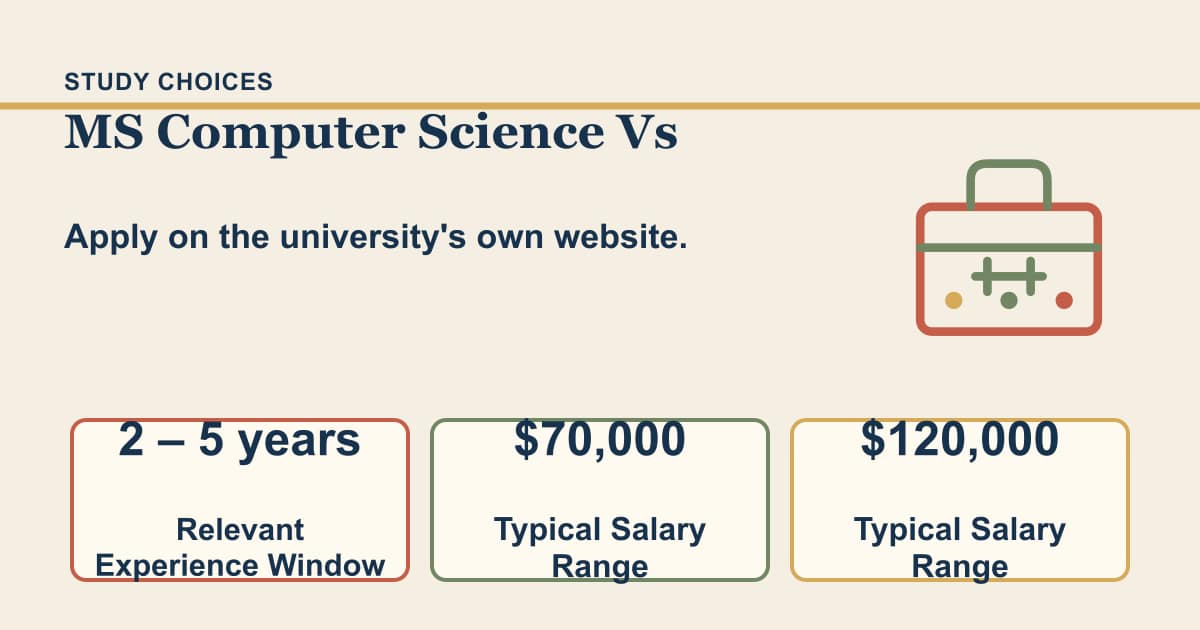 STUDY CHOICES
MS Computer Science Vs
Apply on the university's own website.
2 – 5 years
Relevant
Experience Window
$70,000
Typical Salary
Range
$120,000
Typical Salary
Range